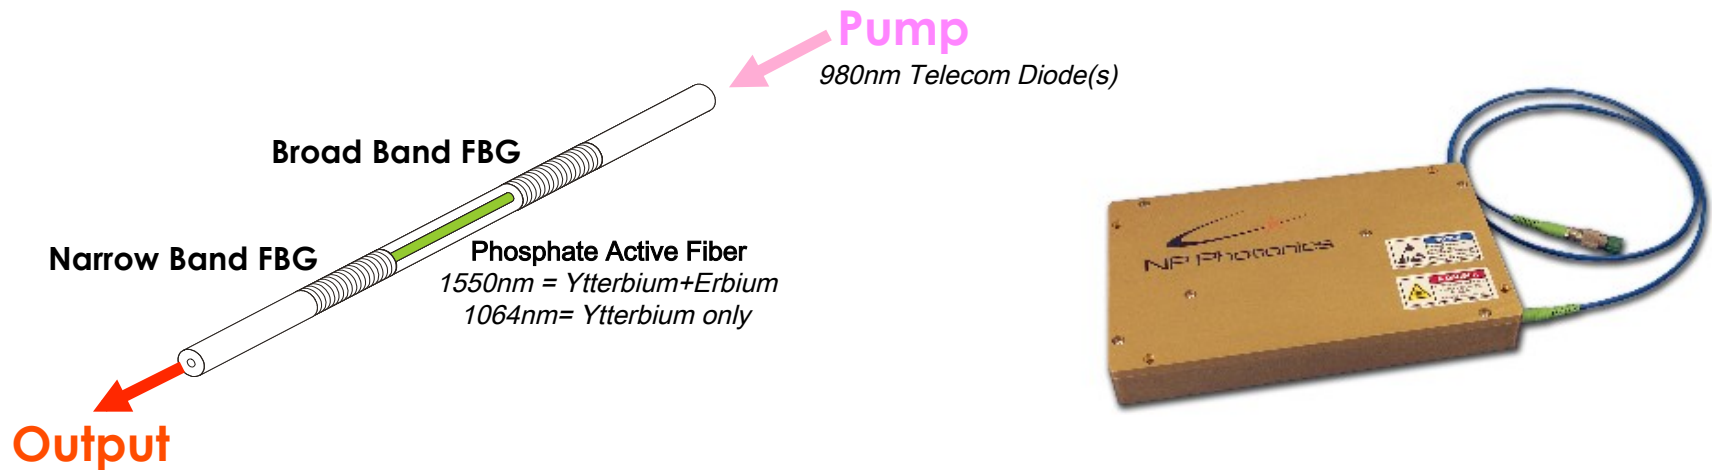 Pump
980nm Telecom Diode(s)
Broad Band FBG
Narrow Band FBG
Phosphate Active Fiber
1550nm = Ytterbium+Erbium
1064nm= Ytterbium only
Output
NP Photonics